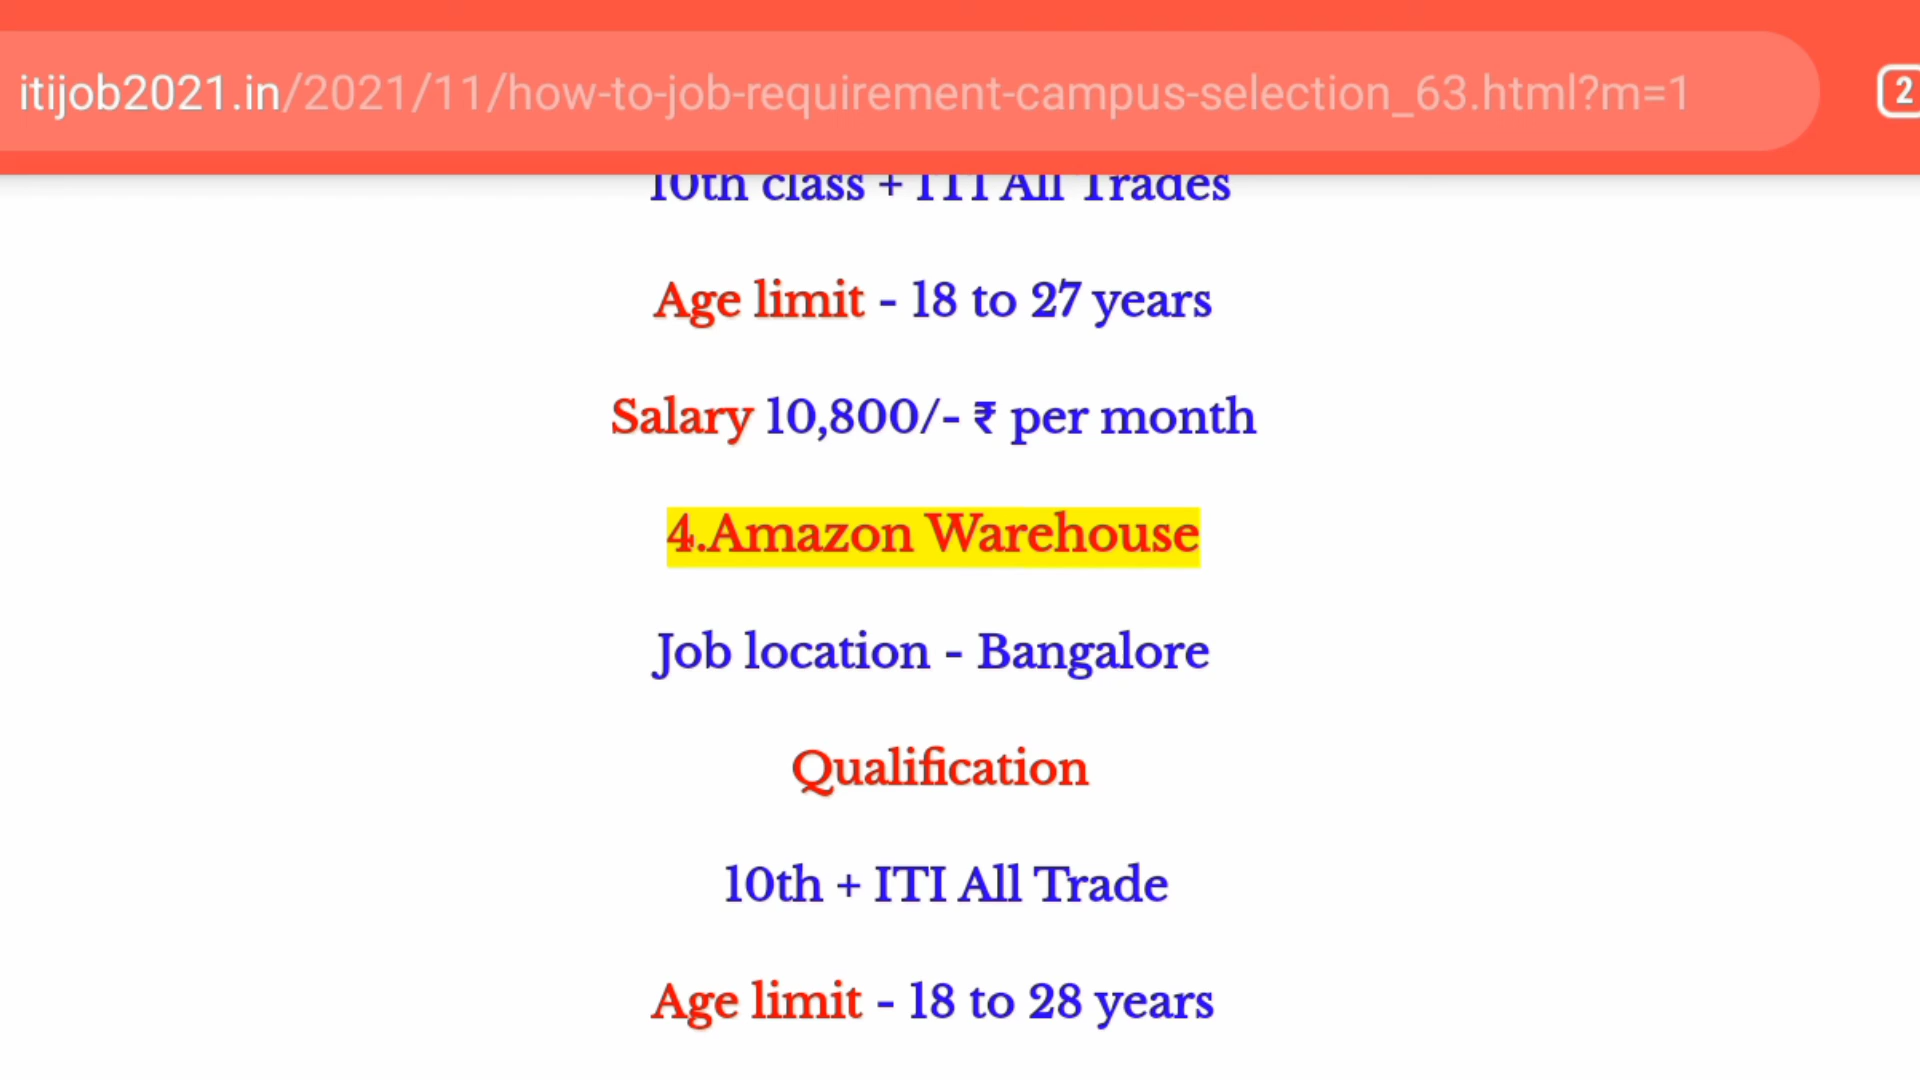 itijob2021.in/2021/11/how-to-job-requirement-campus-selection_63.html?m=1
2
10th class + ITI All Trades
Age limit - 18 to 27 years
Salary 10,800/- ₹ per month
4.Amazon Warehouse
Job location - Bangalore
Qualification
10th + ITI All Trade
Age limit - 18 to 28 years